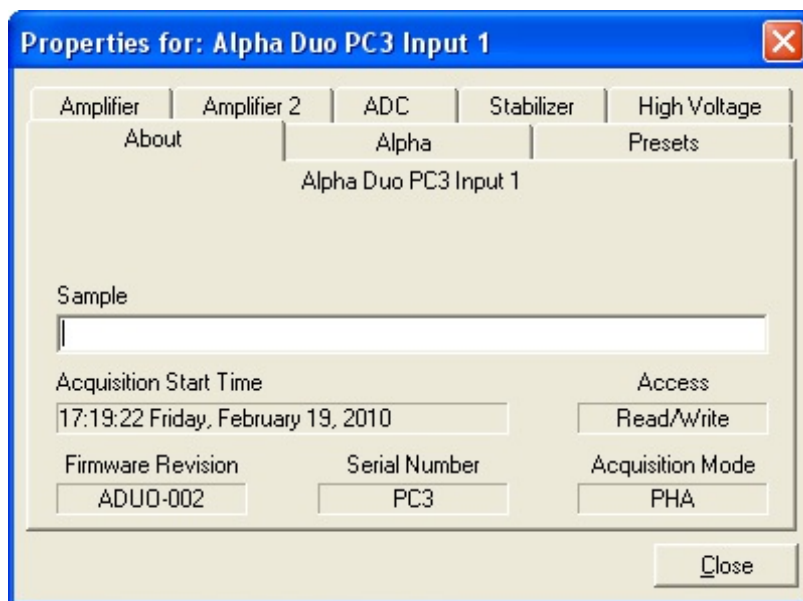 Properties for: Alpha Duo PC3 Input 1
Amplifier Amplifier 2 ADC Stabilizer High Voltage
About Alpha Presets
Alpha Duo PC3 Input 1
Sample
Acquisition Start Time Access
17:19:22 Friday, February 19, 2010 Read/Write
Firmware Revision Serial Number Acquisition Mode
ADUO-002 PC3 PHA
Close